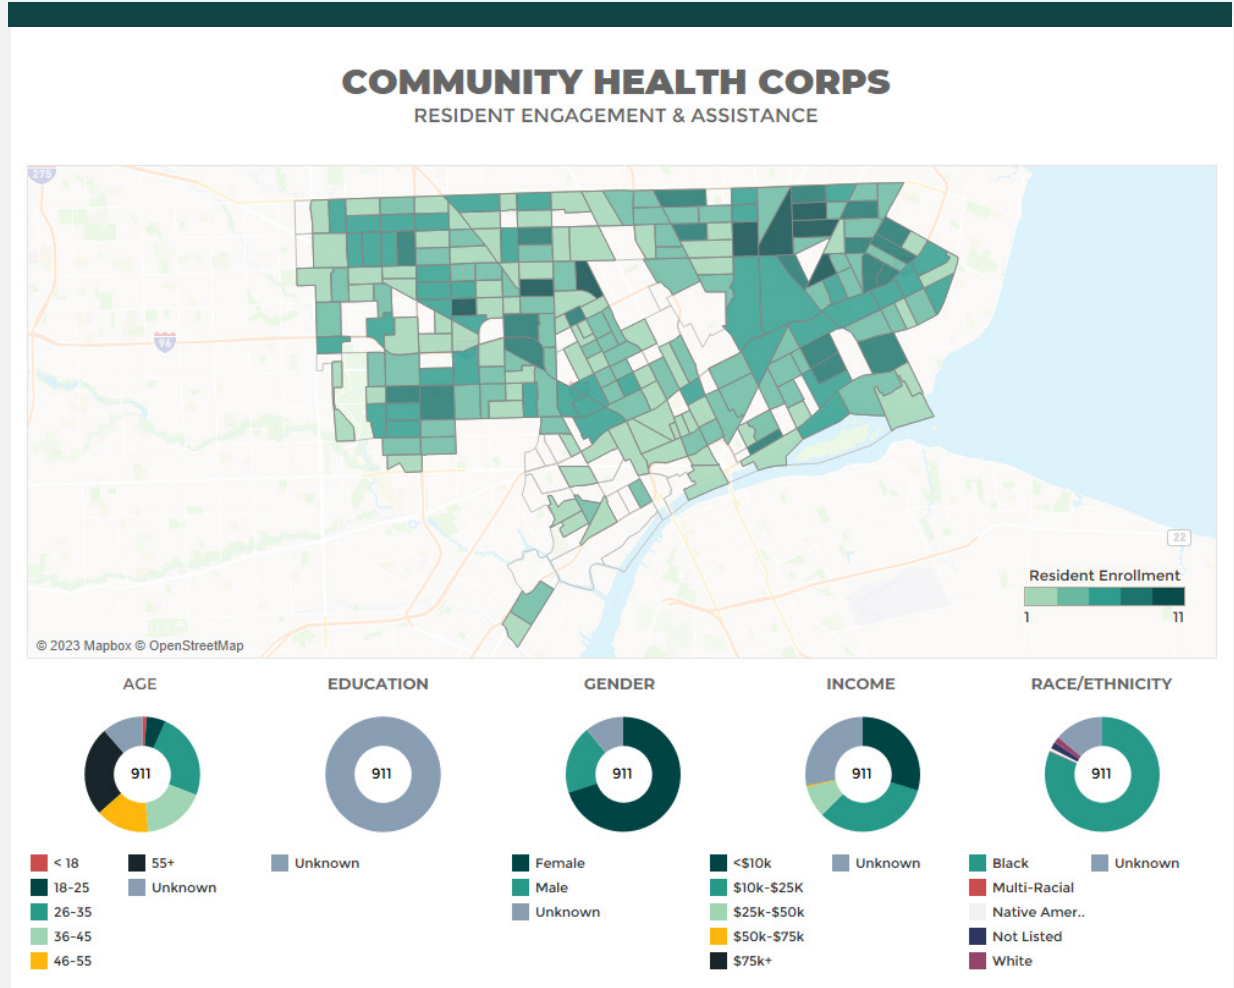 COMMUNITY HEALTH CORPS
RESIDENT ENGAGEMENT & ASSISTANCE
275
96
22
Resident Enrollment
1 11
© 2023 Mapbox © OpenStreetMap
AGE
EDUCATION
GENDER
INCOME
RACE/ETHNICITY
911
911
911
911
911
< 18
18-25
26-35
36-45
46-55
55+
Unknown
Unknown
Female
Male
Unknown
<$10k
$10k-$25K
$25k-$50k
$50k-$75k
$75k+
Unknown
Black
Multi-Racial
Native Amer..
Not Listed
White
Unknown